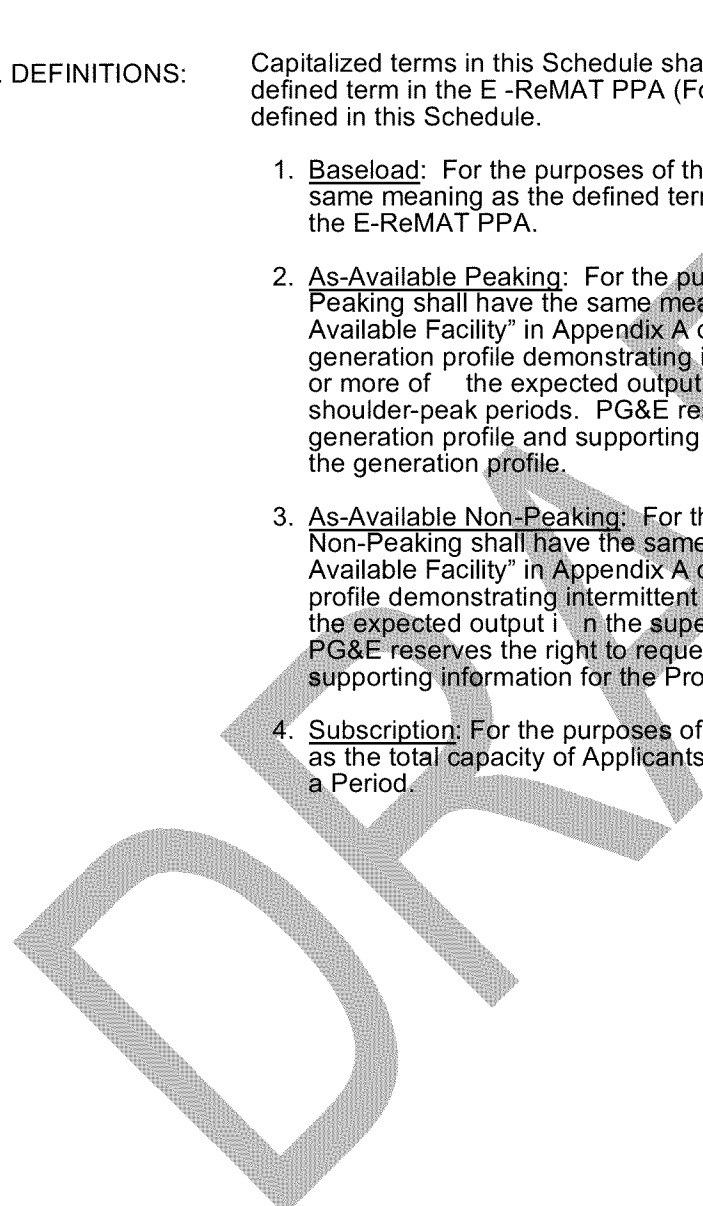 . DEFINITIONS:
Capitalized terms in this Schedule sha
defined term in the E -ReMAT PPA (Fo
defined in this Schedule.
1. Baseload: For the purposes of th
same meaning as the defined terr
the E-ReMAT PPA.
2. As-Available Peaking: For the pu
Peaking shall have the same mea
Available Facility” in Appendix A o
generation profile demonstrating i
or more of the expected output
shoulder-peak periods. PG&E re
generation profile and supporting
the generation profile.
3. As-Available Non-Peaking: For th
Non-Peaking shall have the same
Available Facility” in Appendix A o
profile demonstrating intermittent
the expected output i n the supe
PG&E reserves the right to reque
supporting information for the Pro
4. Subscription: For the purposes of
as the total capacity of Applicants
a Period.
DRA